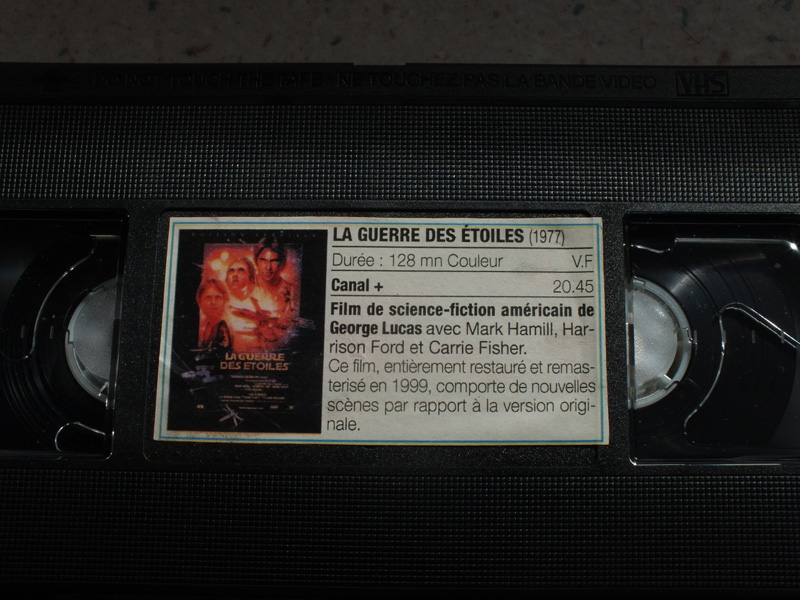 DO NOT TOUCH THE TAPE · NE TOUCHEZ PAS LA BANDE VIDEO VHS
LA GUERRE DES ÉTOILES (1977)
Durée : 128 mn Couleur V.F
Canal + 20.45
Film de science-fiction américain de
George Lucas avec Mark Hamill, Har-
rison Ford et Carrie Fisher.
Ce film, entièrement restauré et remas-
terisé en 1999, comporte de nouvelles
scènes par rapport à la version origi-
nale.
LA GUERRE
DES ETOILES